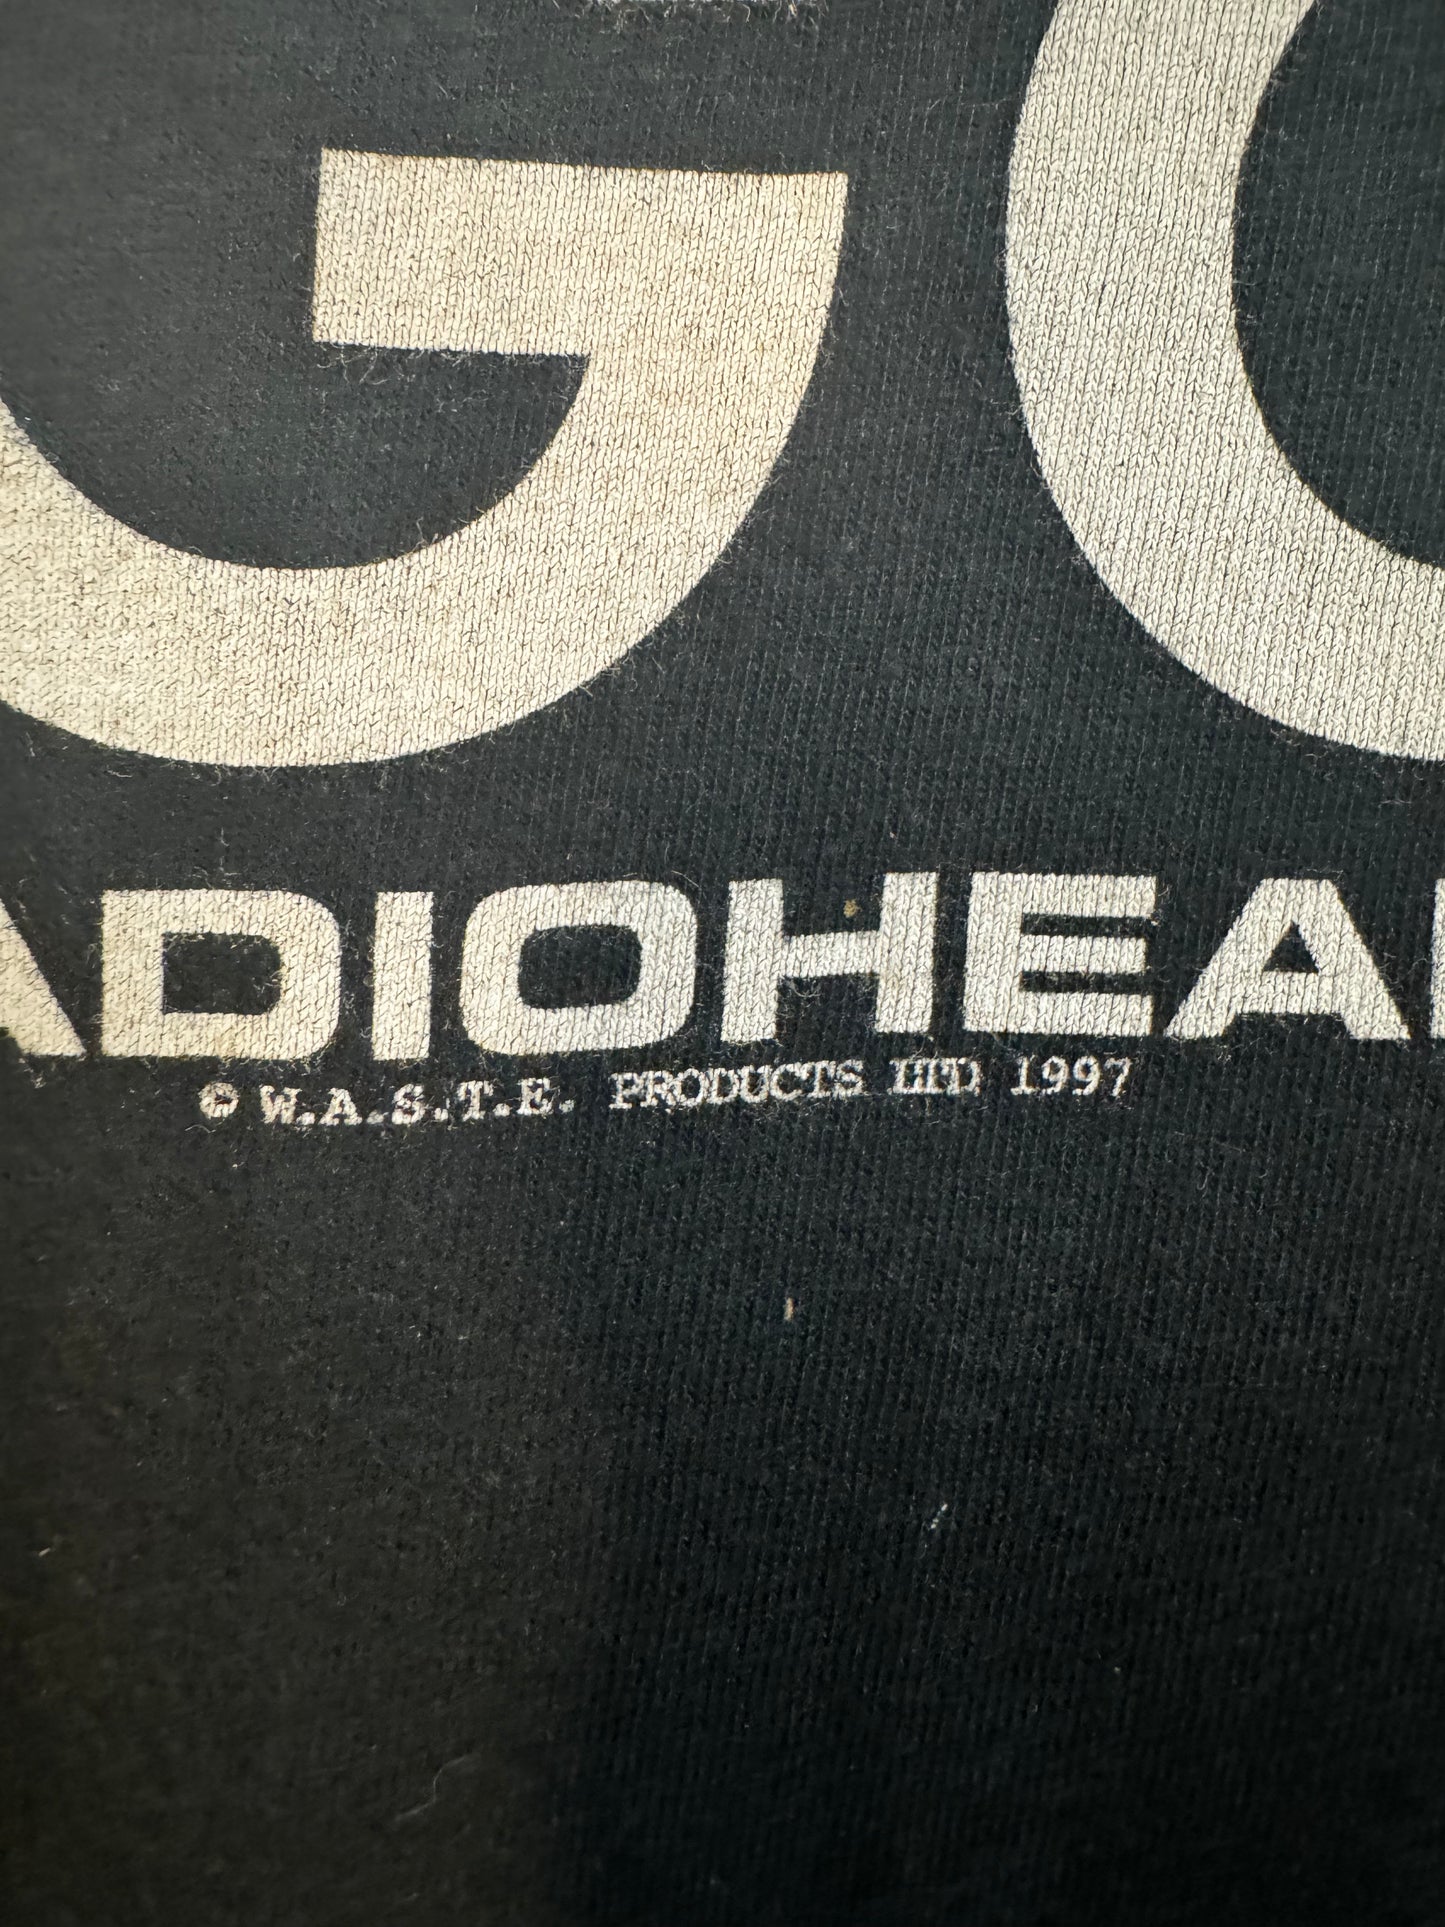 GO
ADIOHEA
© W.A.S.T.E. PRODUCTS LTD 1997